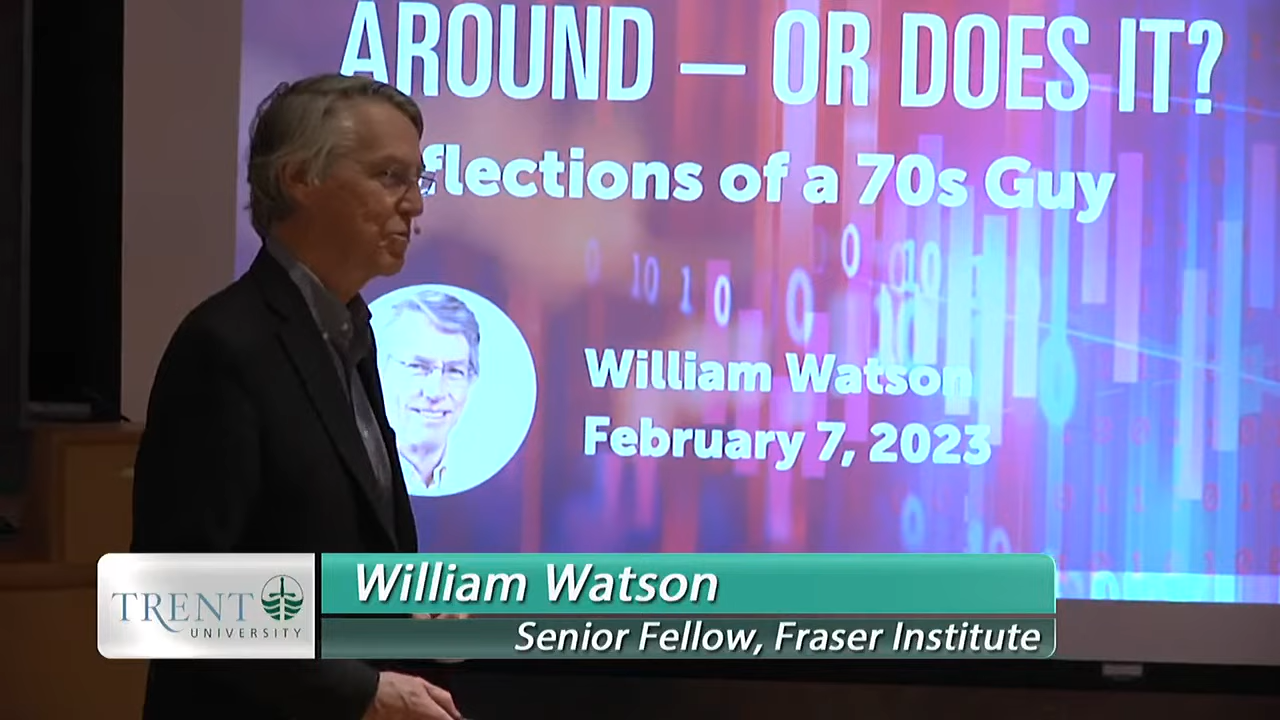 AROUND – OR DOES IT?
flections of a 70s Guy
William Watson
February 7, 2023
TRENT
UNIVERSITY
William Watson
Senior Fellow, Fraser Institute